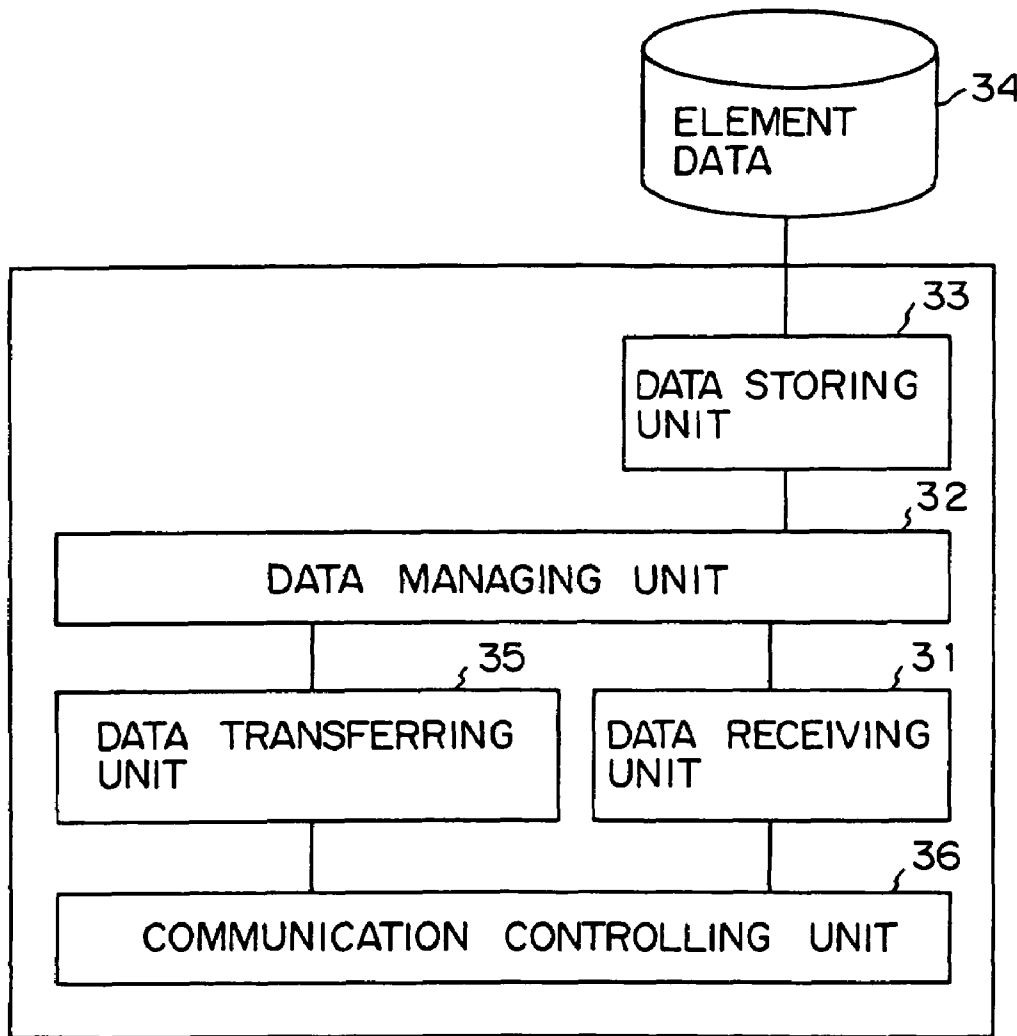 34
ELEMENT
DATA
33
DATA STORING
UNIT
32
DATA MANAGING UNIT
35
DATA TRANSFERRING
UNIT
31
DATA RECEIVING
UNIT
36
COMMUNICATION CONTROLLING UNIT